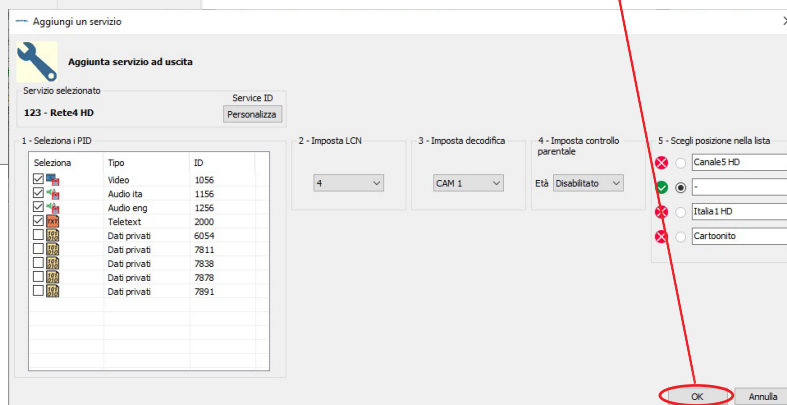 Aggiungi un servizio
Aggiunta servizio ad uscita
Servizio selezionato
123 - Rete4 HD
Service ID
Personalizza
1 - Seleziona i PID
Seleziona Tipo ID
Video 1056
Audio ita 1156
Audio eng 1256
TXT Teletext 2000
Dati privati 6054
Dati privati 7811
Dati privati 7838
Dati privati 7878
Dati privati 7891
2 - Imposta LCN
4
3 - Imposta decodifica
CAM 1
4 - Imposta controllo
parentale
Età Disabilitato
5 - Scegli posizione nella lista
Canale5 HD
-
Italia1 HD
Cartoonito
OK Annulla